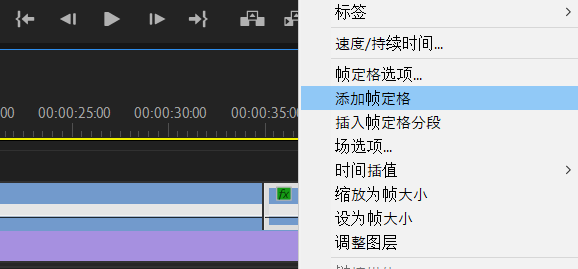 标签
速度/持续时间...
帧定格选项...
添加帧定格
插入帧定格分段
场选项...
时间插值
缩放为帧大小
设为帧大小
调整图层
:00
00:00:25:00
00:00:30:00
00:00:35:00
fx